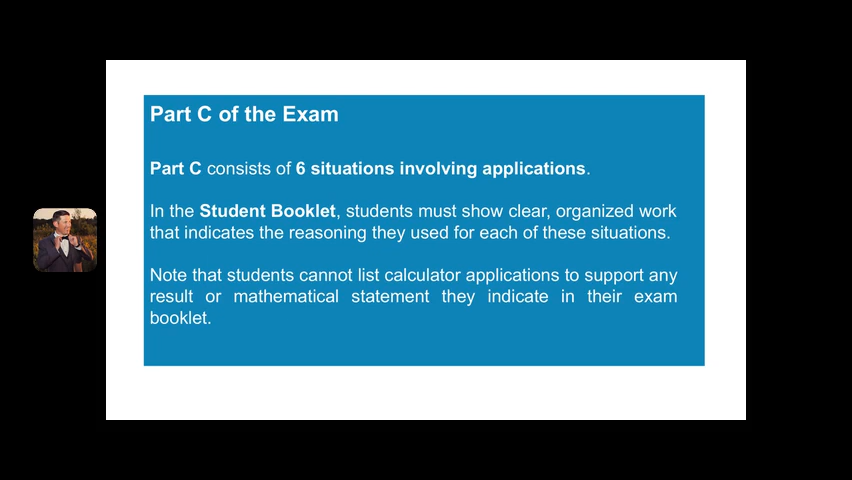 Part C of the Exam
Part C consists of 6 situations involving applications.
In the Student Booklet, students must show clear, organized work
that indicates the reasoning they used for each of these situations.
Note that students cannot list calculator applications to support any
result or mathematical statement they indicate in their exam
booklet.